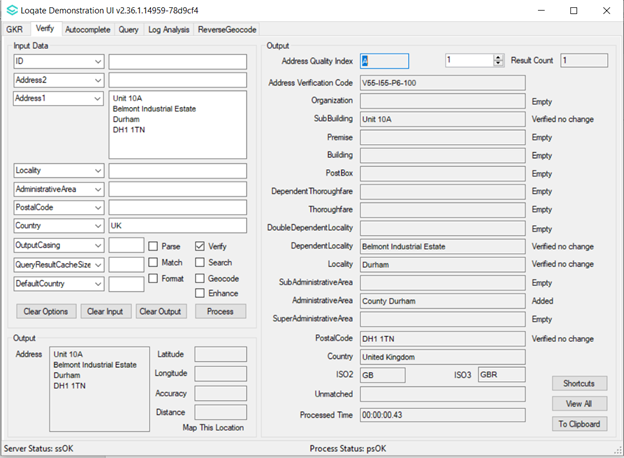 Loqate Demonstration UI v2.36.1.14959-78d9cf4
GKR Verify Autocomplete Query Log Analysis ReverseGeocode
Input Data
ID
Address2
Address1
Unit 10A
Belmont Industrial Estate
Durham
DH1 1TN
Locality
AdministrativeArea
PostalCode
Country UK
OutputCasing
QueryResultCacheSize
DefaultCountry
Parse Verify
Match Search
Format Geocode
Enhance
Clear Options Clear Input Clear Output Process
Output
Address
Unit 10A
Belmont Industrial Estate
Durham
DH1 1TN
Latitude
Longitude
Accuracy
Distance
Map This Location
Output
Address Quality Index A 1 Result Count 1
Address Verification Code V55-I55-P6-100
Organization Empty
SubBuilding Unit 10A Verified no change
Premise Empty
Building Empty
PostBox Empty
DependentThoroughfare Empty
Thoroughfare Empty
DoubleDependentLocality Empty
DependentLocality Belmont Industrial Estate Verified no change
Locality Durham Verified no change
SubAdministrativeArea Empty
AdministrativeArea County Durham Added
SuperAdministrativeArea Empty
PostalCode DH1 1TN Verified no change
Country United Kingdom
ISO2 GB ISO3 GBR
Unmatched
Processed Time 00:00:00.43
Shortcuts
View All
To Clipboard
Server Status: ssOK Process Status: psOK